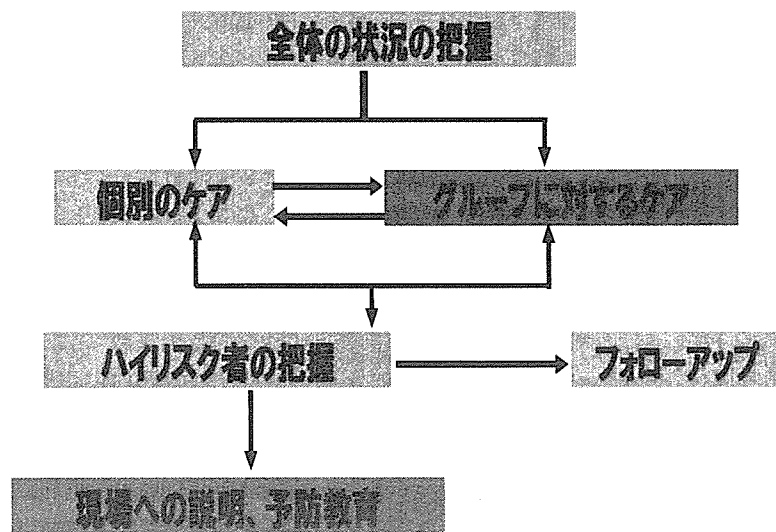 全体の状況の把握
個別のケア
グループに対するケア
ハイリスク者の把握
フォローアップ
現場への説明、予防教育